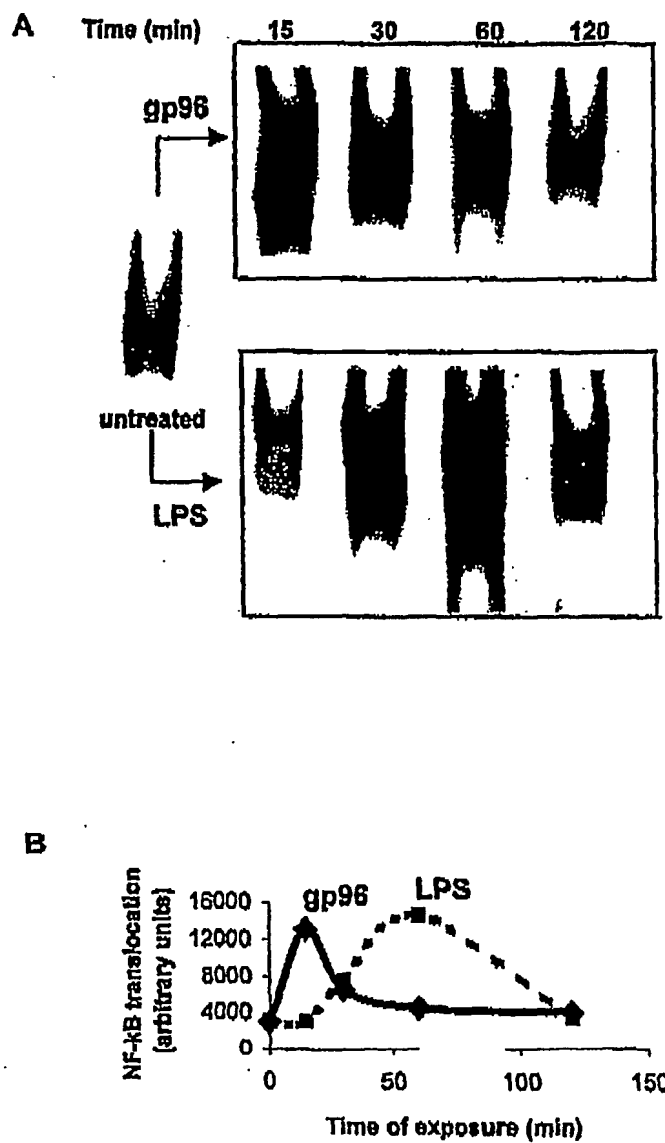 A
Time (min) 15 30 60 120
gp96
untreated
LPS
B
NF-kB translocation
[arbitrary units]
16000
12000
8000
4000
0
gp96
LPS
0 50 100 150
Time of exposure (min)